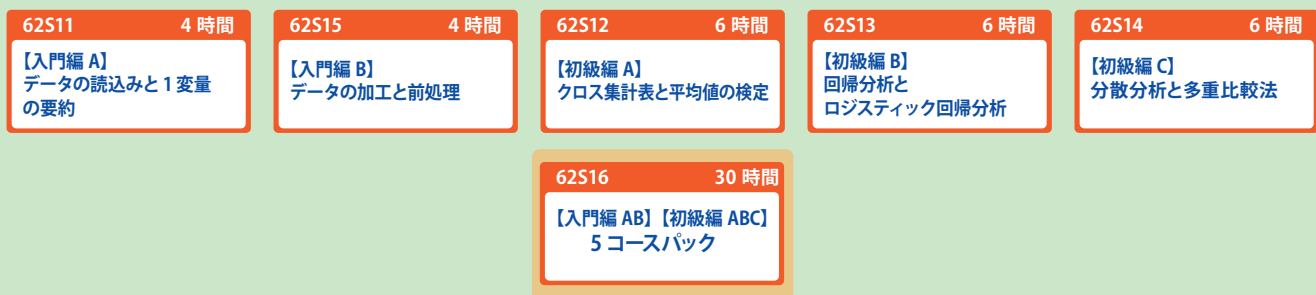 62S11 4 時間
【入門編 A】
データの読込みと 1 変量
の要約
62S15 4 時間
【入門編 B】
データの加工と前処理
62S12 6 時間
【初級編 A】
クロス集計表と平均値の検定
62S13 6 時間
【初級編 B】
回帰分析と
ロジスティック回帰分析
62S14 6 時間
【初級編 C】
分散分析と多重比較法
62S16 30 時間
【入門編 AB】【初級編 ABC】
5 コースパック